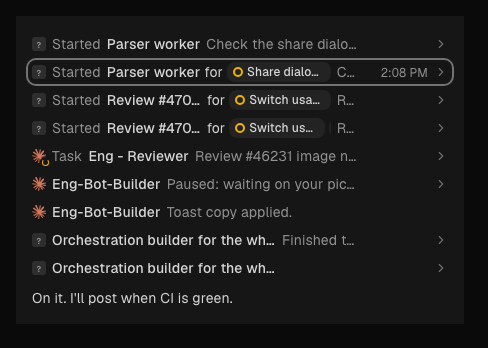 ? Started Parser worker Check the share dialo...
? Started Parser worker for Share dialo... C... 2:08 PM
? Started Review #470... for Switch usa... R...
? Started Review #470... for Switch us... R...
Task Eng - Reviewer Review #46231 image n...
Eng-Bot-Builder Paused: waiting on your pic...
Eng-Bot-Builder Toast copy applied.
? Orchestration builder for the wh... Finished t...
? Orchestration builder for the wh...
On it. I'll post when CI is green.